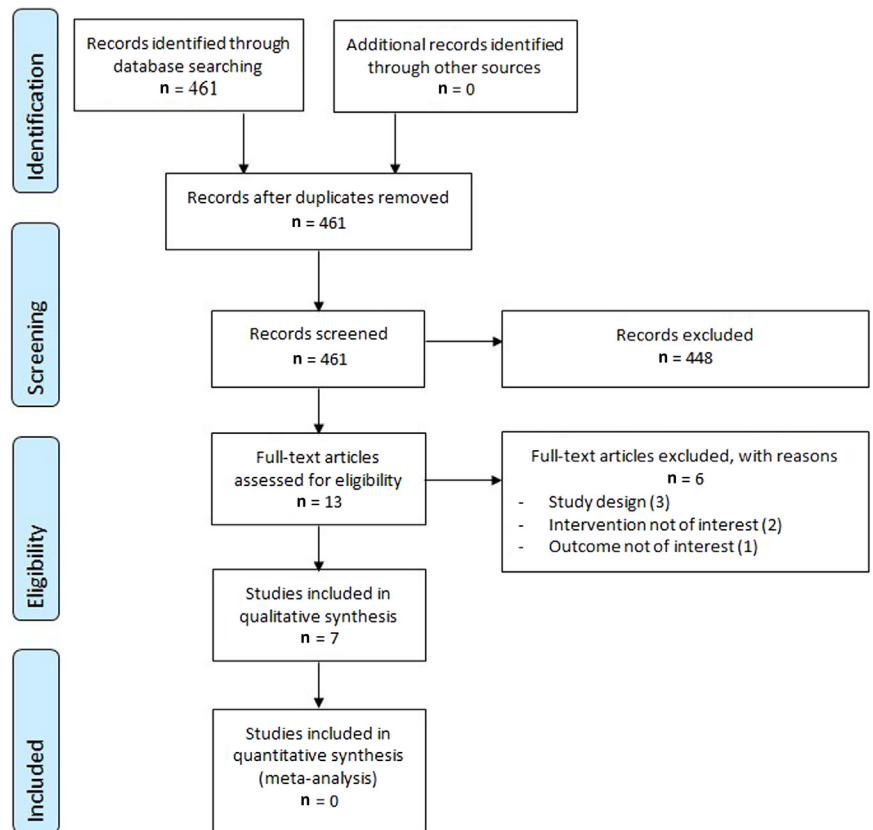 Identification
Records identified through
database searching
n = 461
Additional records identified
through other sources
n = 0
Records after duplicates removed
n = 461
Screening
Records screened
n = 461
Records excluded
n = 448
Eligibility
Full-text articles
assessed for eligibility
n = 13
Full-text articles excluded, with reasons
n = 6
- Study design (3)
- Intervention not of interest (2)
- Outcome not of interest (1)
Studies included in
qualitative synthesis
n = 7
Included
Studies included in
quantitative synthesis
(meta-analysis)
n = 0